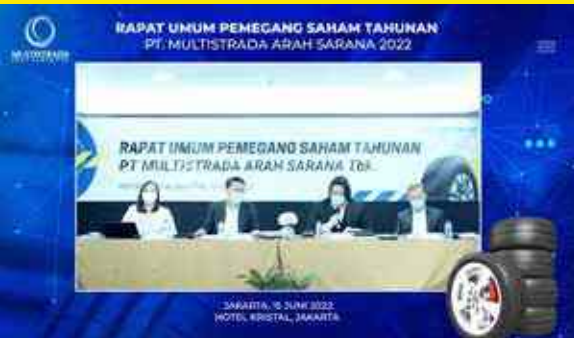 RAPAT UMUM PEMEGANG SAHAM TAHUNAN
PT. MULTISTRADA ARAH SARANA 2022
MULTISTRADA
RAPAT UMUM PEMEGANG SAHAM TAHUNAN
PT MULTISTRADA ARAH SARANA Tbk.
JAKARTA, 15 JUNI 2022
HOTEL KRISTAL, JAKARTA